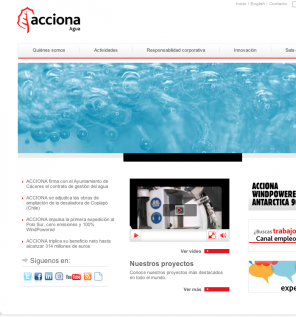 Inicio | English | Contacto
acciona
Agua
Quiénes somos
Actividades
Responsabilidad corporativa
Innovación
Sala
ACCIONA firma con el Ayuntamiento de
Cáceres el contrato de gestión del agua
ACCIONA se adjudica las obras de
ampliación de la desaladora de Copiapó
(Chile)
ACCIONA impulsa la primera expedición al
Polo Sur, cero emisiones y 100%
WindPowered
ACCIONA triplica su beneficio neto hasta
alcanzar 314 millones de euros
Síguenos en:
You Tube
Ver vídeo
Nuestros proyectos
Conoce nuestros proyectos más destacados
en todo el mundo.
Ver más
ACCIONA
WINDPOWERE
ANTARCTICA 9
¿Buscas trabajo
Canal empleo
expe